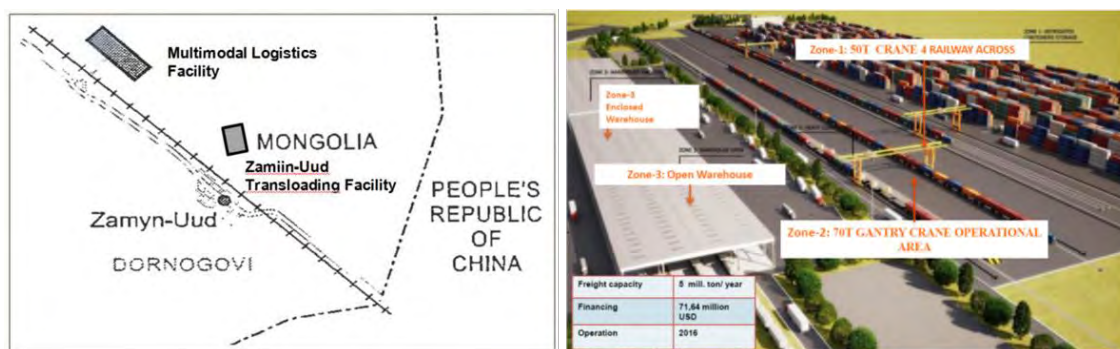 Multimodal Logistics
Facility
MONGOLIA
Zamiin-Uud
Transloading Facility
Zamyn-Uud
DORNOGOVI
PEOPLE'S
REPUBLIC
OF
CHINA
Zone-1: 50T CRANE 4 RAILWAY ACROSS
Zone-3
Enclosed
Warehouse
Zone-3: Open Warehouse
Zone-2: 70T GANTRY CRANE OPERATIONAL
AREA
Freight capacity 5 mill. ton/ year
Financing 71,64 million
USD
Operation 2016